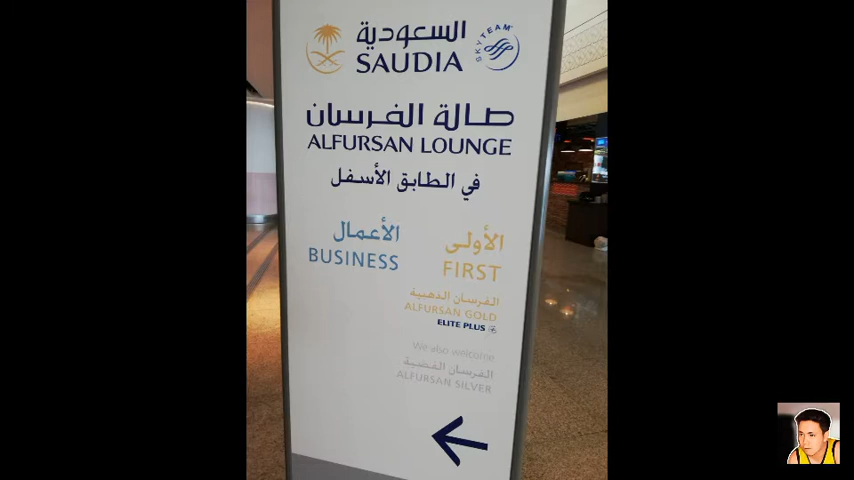 السعودية
SAUDIA
SKYTEAM
صالة الفرسان
ALFURSAN LOUNGE
في الطابق الأسفل
الأولى
FIRST
الأعمال
BUSINESS
الفرسان الذهبية
ALFURSAN GOLD
ELITE PLUS
We also welcome
الفرسان الفضية
ALFURSAN SILVER